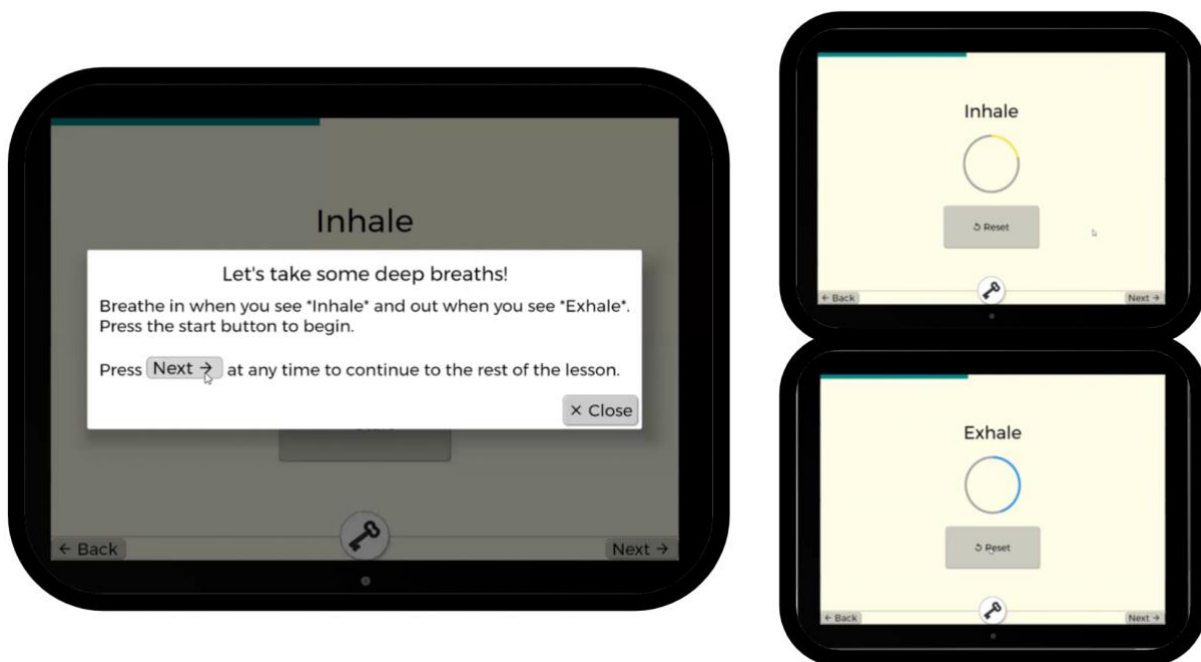 Inhale
Let's take some deep breaths!
Breathe in when you see *Inhale* and out when you see *Exhale*.
Press the start button to begin.
Press Next → at any time to continue to the rest of the lesson.
× Close
← Back
Next →
Inhale
↺ Reset
← Back
Next →
Exhale
↺ Reset
← Back
Next →